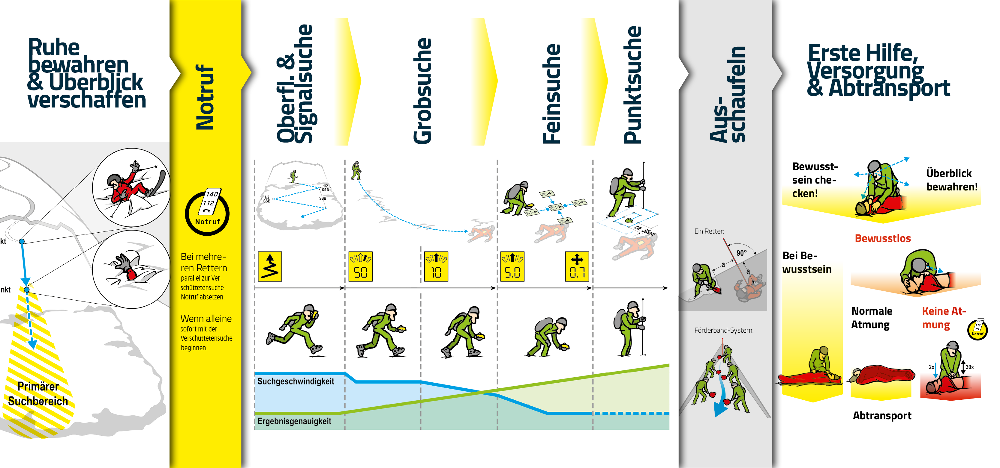 Ruhe
bewahren
& Überblick
verschaffen
kt
nkt
Primärer
Suchbereich
Notruf
140
112
Notruf
Bei mehre-
ren Rettern
parallel zur Ver-
schüttetensuche
Notruf absetzen.
Wenn alleine
sofort mit der
Verschüttetensuche
beginnen.
Oberfl. &
Signalsuche
Grobsuche
Feinsuche
Punktsuche
1/2
SSB
1/2
SSB
SSB
ca. 30cm
50
10
5.0
0.7
Suchgeschwindigkeit
Ergebnisgenauigkeit
Aus-
schaufeln
Ein Retter:
90°
a
a
Förderband-System:
Erste Hilfe,
Versorgung
& Abtransport
Bewusst-
sein che-
cken!
Überblick
bewahren!
Bewusstlos
Bei Be-
wusstsein
Normale
Atmung
Keine At-
mung
140
112
Notruf
2x
30x
Abtransport